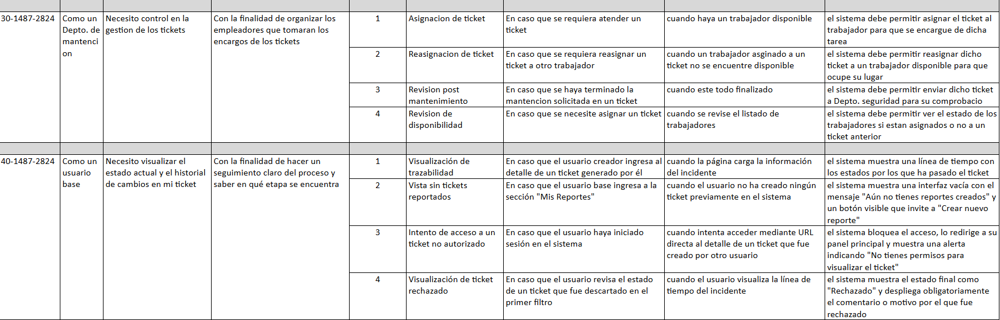 30-1487-2824
Como un
Depto. de
mantenci
on
Necesito control en la
gestion de los tickets
Con la finalidad de organizar los
empleadores que tomaran los
encargos de los tickets
1
Asignacion de ticket
En caso que se requiera atender un
ticket
cuando haya un trabajador disponible
el sistema debe permitir asignar el ticket al
trabajador para que se encargue de dicha
tarea
2
Reasignacion de ticket
En caso que se requiera reasignar un
ticket a otro trabajador
cuando un trabajador asginado a un
ticket no se encuentre disponible
el sistema debe permitir reasignar dicho
ticket a un trabajador disponible para que
ocupe su lugar
3
Revision post
mantenimiento
En caso que se haya terminado la
mantencion solicitada en un ticket
cuando este todo finalizado
el sistema debe permitir enviar dicho ticket
a Depto. seguridad para su comprobacio
4
Revision de
disponibilidad
En caso que se necesite asignar un ticket
cuando se revise el listado de
trabajadores
el sistema debe permitir ver el estado de los
trabajadores si estan asignados o no a un
ticket anterior
40-1487-2824
Como un
usuario
base
Necesito visualizar el
estado actual y el historial
de cambios en mi ticket
Con la finalidad de hacer un
seguimiento claro del proceso y
saber en qué etapa se encuentra
1
Visualización de
trazabilidad
En caso que el usuario creador ingresa al
detalle de un ticket generado por él
cuando la página carga la información
del incidente
el sistema muestra una línea de tiempo con
los estados por los que ha pasado el ticket
2
Vista sin tickets
reportados
En caso que el usuario base ingresa a la
sección "Mis Reportes"
cuando el usuario no ha creado ningún
ticket previamente en el sistema
el sistema muestra una interfaz vacía con el
mensaje "Aún no tienes reportes creados" y
un botón visible que invite a "Crear nuevo
reporte"
3
Intento de acceso a un
ticket no autorizado
En caso que el usuario haya iniciado
sesión en el sistema
cuando intenta acceder mediante URL
directa al detalle de un ticket que fue
creado por otro usuario
el sistema bloquea el acceso, lo redirige a su
panel principal y muestra una alerta
indicando "No tienes permisos para
visualizar el ticket"
4
Visualización de ticket
rechazado
En caso que el usuario revisa el estado
de un ticket que fue descartado en el
primer filtro
cuando el usuario visualiza la línea de
tiempo del incidente
el sistema muestra el estado final como
"Rechazado" y despliega obligatoriamente
el comentario o motivo por el que fue
rechazado